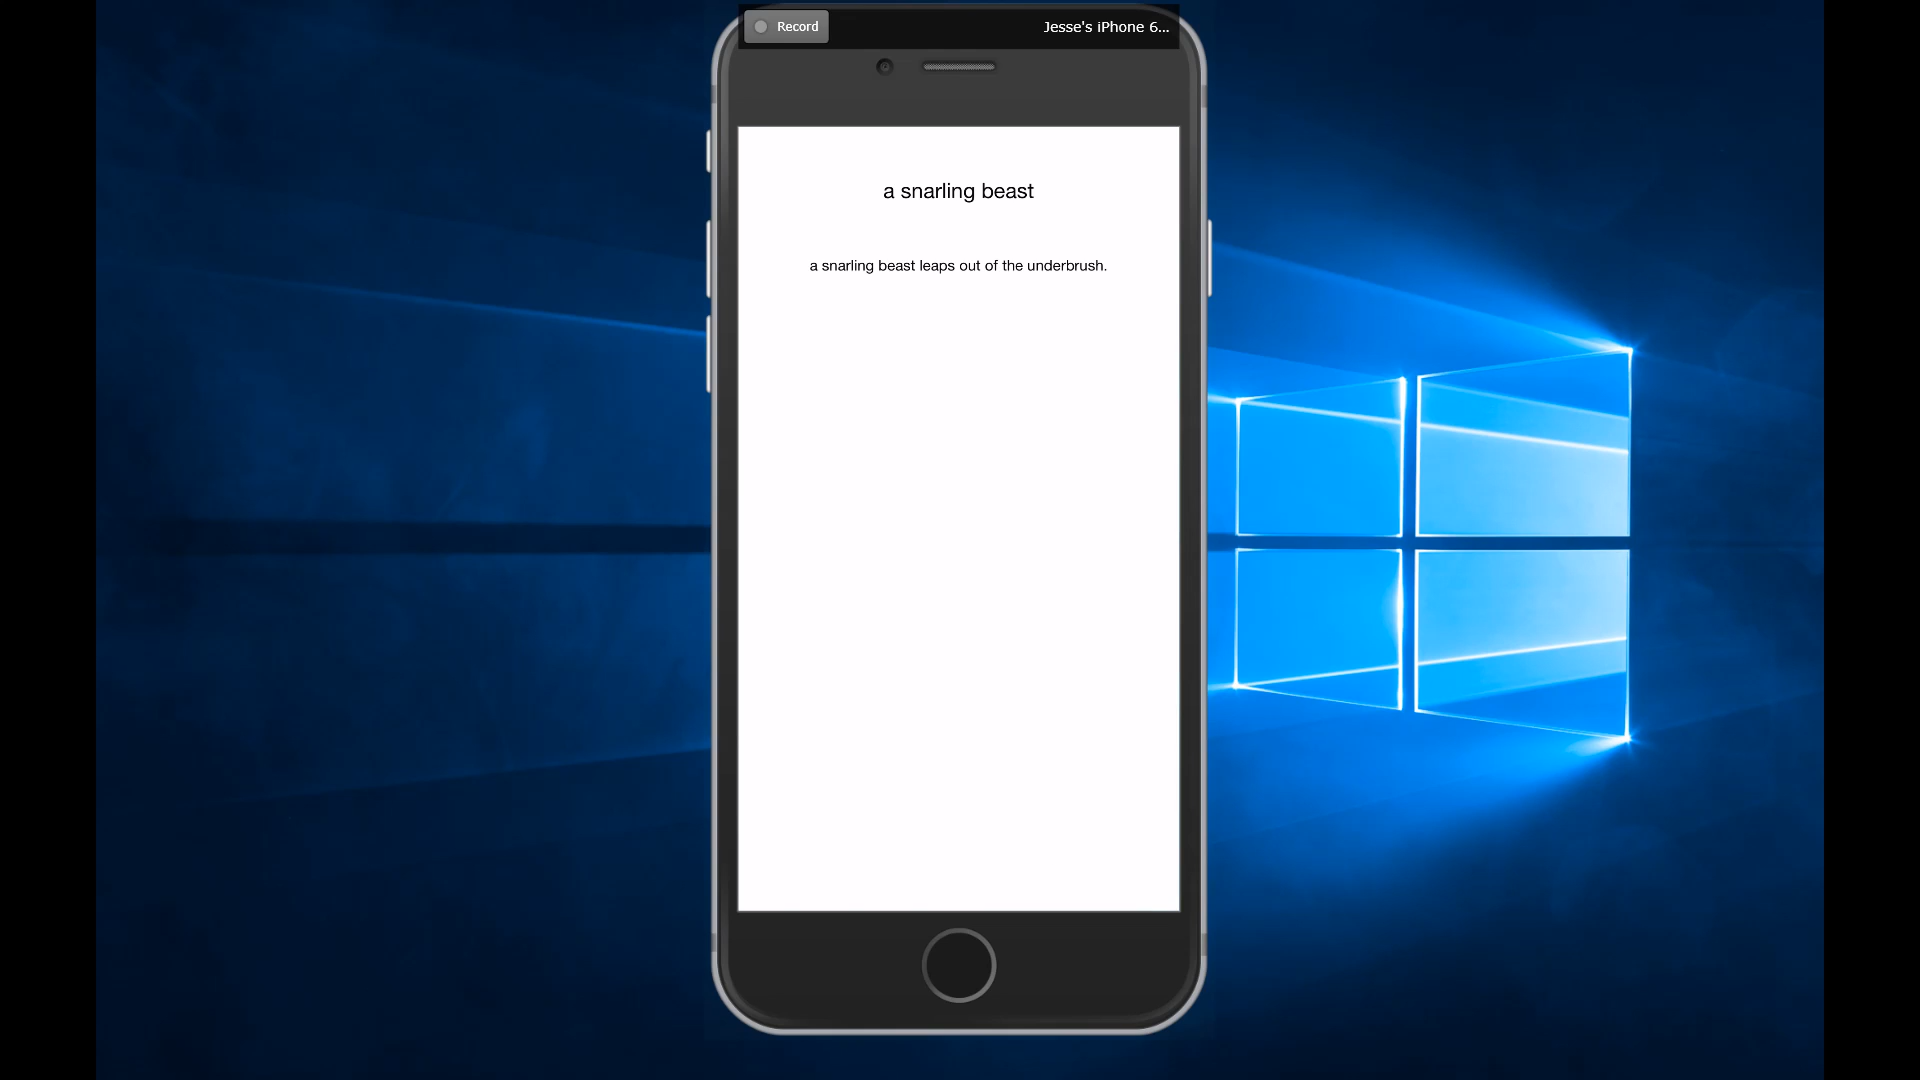 Record
Jesse's iPhone 6...
a snarling beast
a snarling beast leaps out of the underbrush.